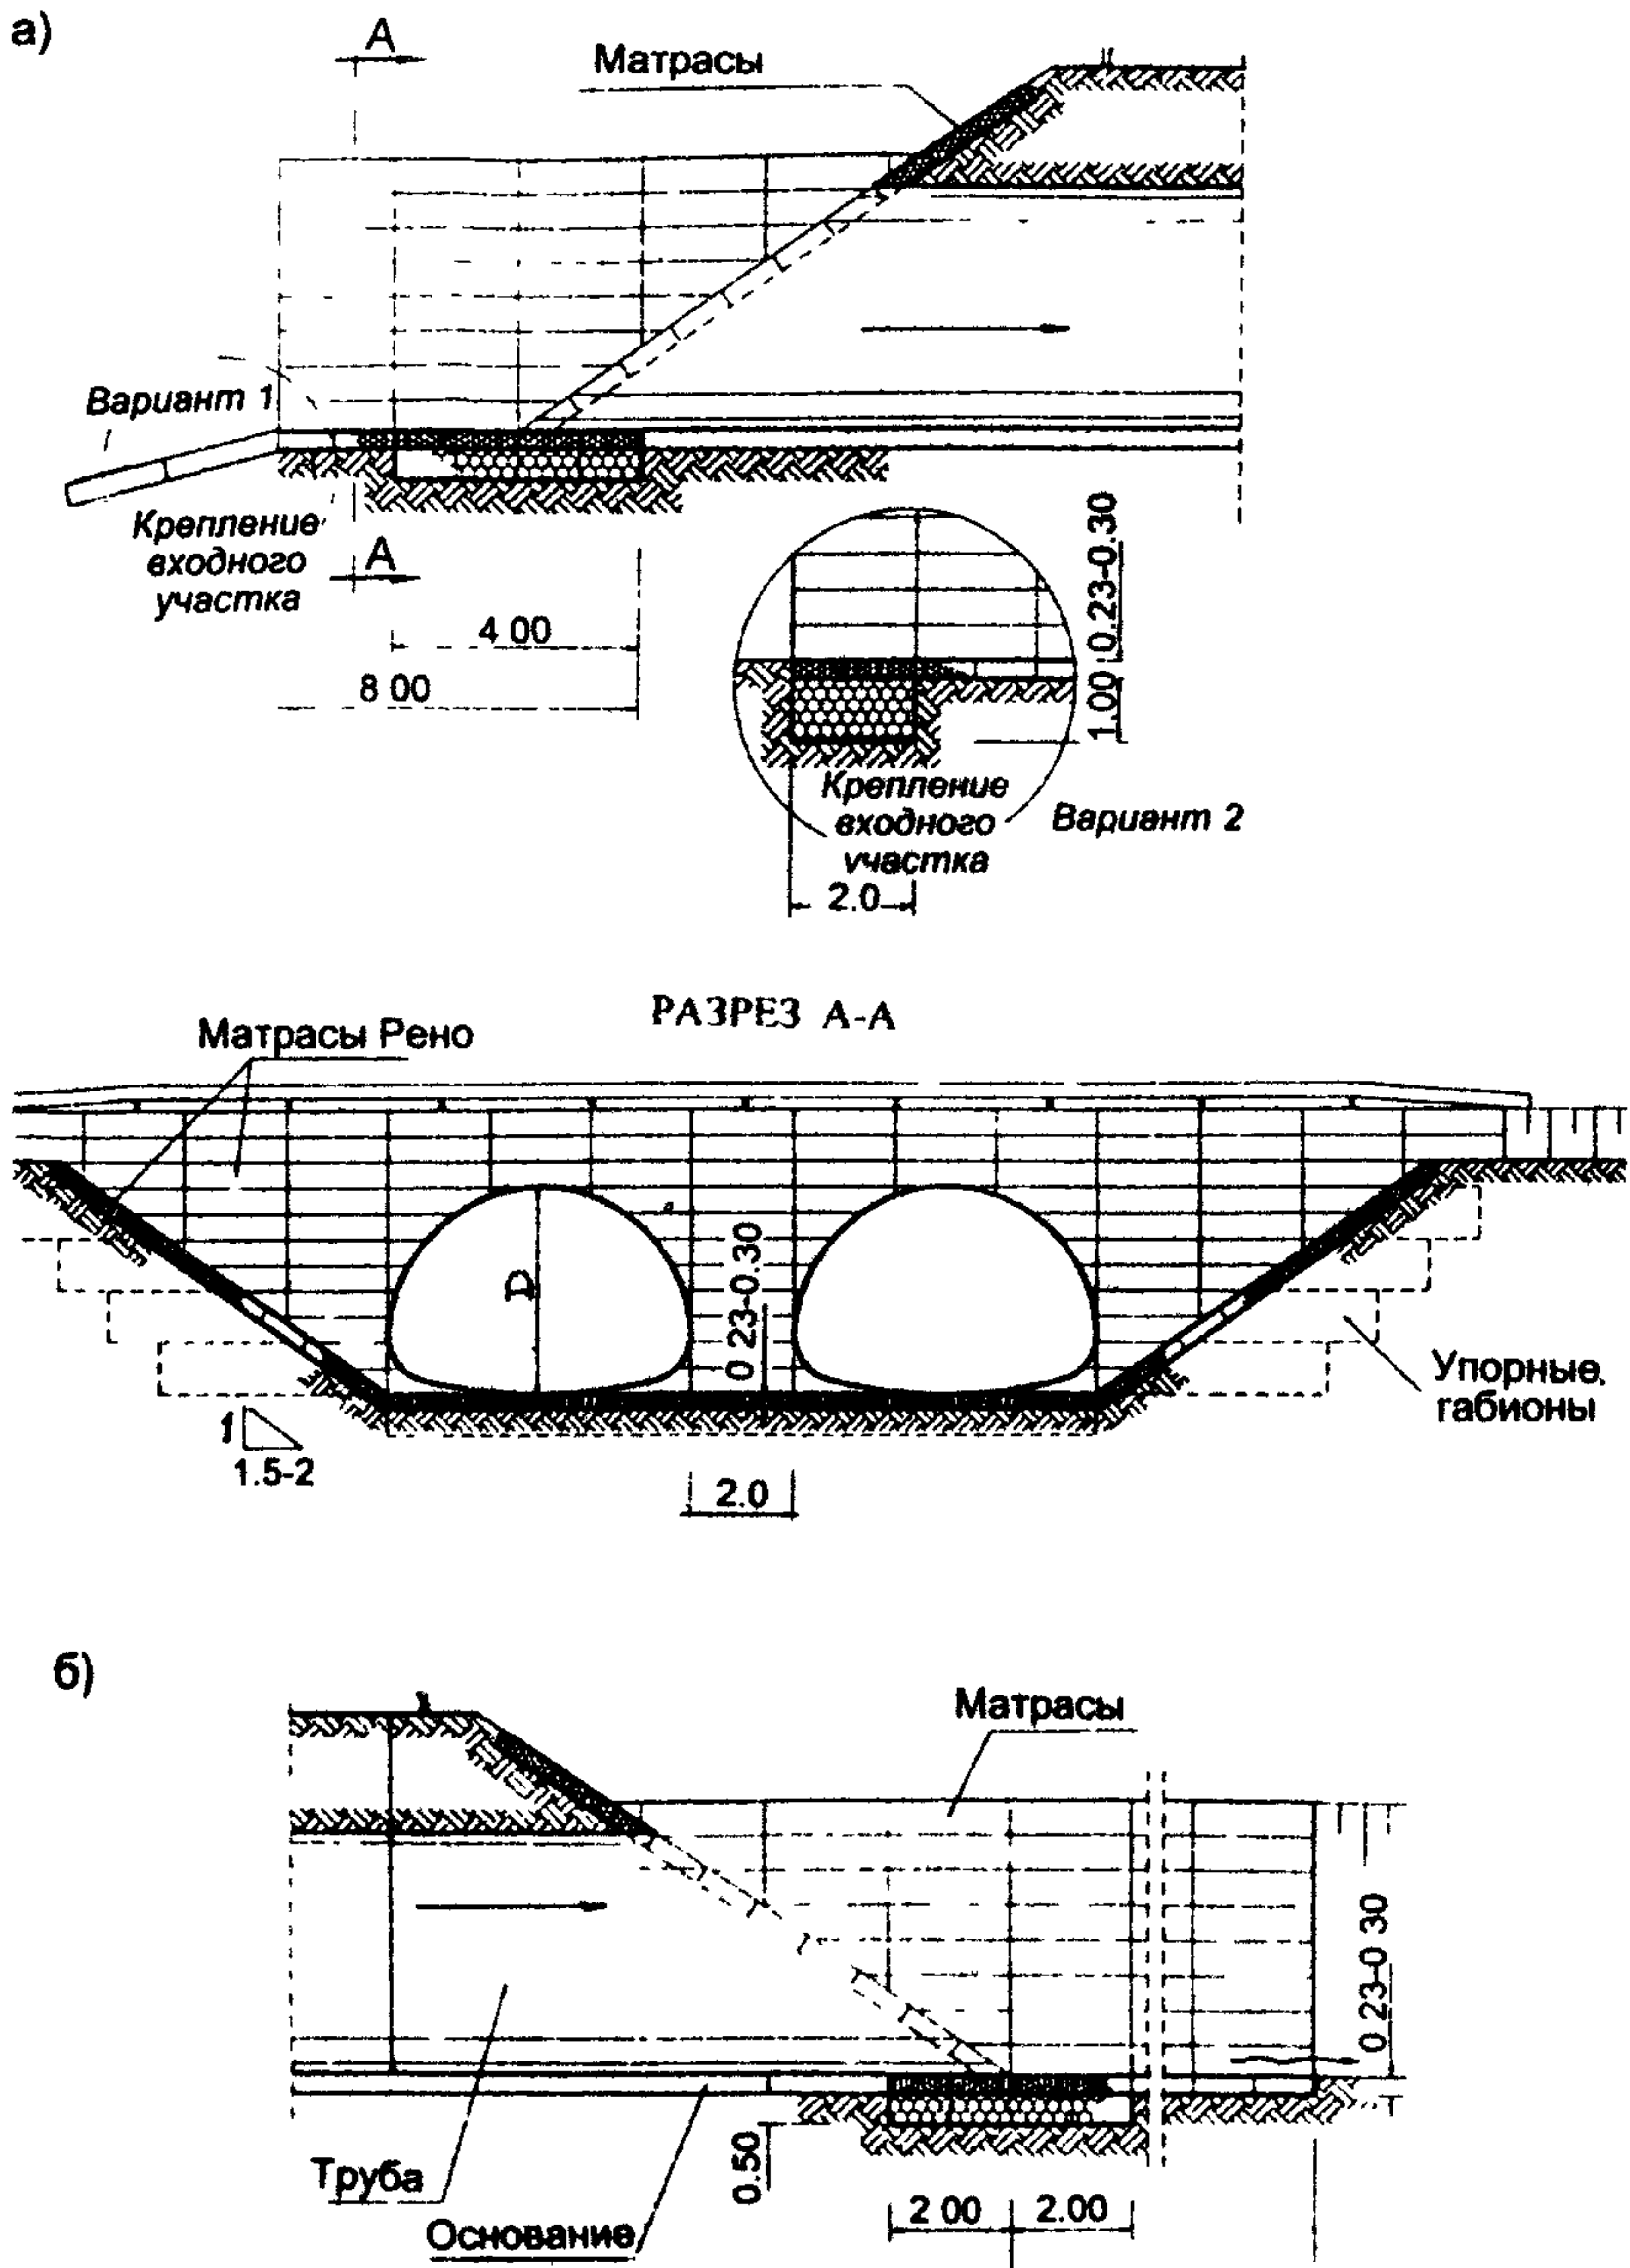 а)
А
Матрасы
Вариант 1
Крепление
входного
участка
А
4 00
8 00
1.00 0.23-0.30
Крепление
входного
участка
Вариант 2
2.0
РАЗРЕЗ А-А
Матрасы Рено
D
0 23-0.30
Упорные
габионы
1
1.5-2
2.0
б)
Матрасы
0 23-0 30
Труба
0.50
2 00
2.00
Основание